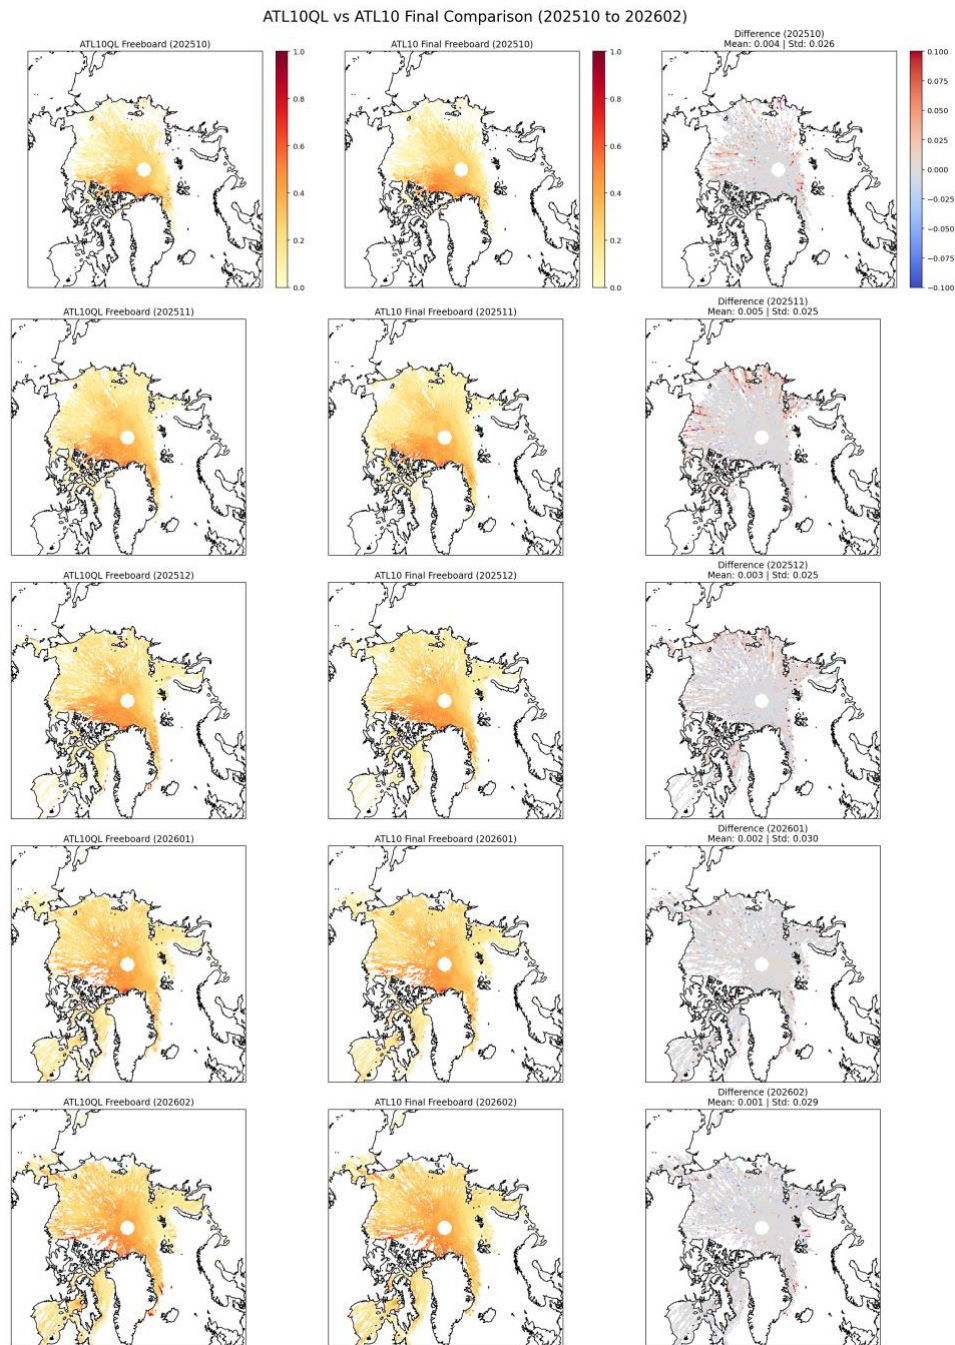 ATL10QL vs ATL10 Final Comparison (202510 to 202602)
ATL10QL Freeboard (202510)
1.0
0.8
0.6
0.4
0.2
0.0
ATL10 Final Freeboard (202510)
1.0
0.8
0.6
0.4
0.2
0.0
Difference (202510)
Mean: 0.004 | Std: 0.026
0.100
0.075
0.050
0.025
0.000
−0.025
−0.050
−0.075
−0.100
ATL10QL Freeboard (202511)
ATL10 Final Freeboard (202511)
Difference (202511)
Mean: 0.005 | Std: 0.025
ATL10QL Freeboard (202512)
ATL10 Final Freeboard (202512)
Difference (202512)
Mean: 0.003 | Std: 0.025
ATL10QL Freeboard (202601)
ATL10 Final Freeboard (202601)
Difference (202601)
Mean: 0.002 | Std: 0.030
ATL10QL Freeboard (202602)
ATL10 Final Freeboard (202602)
Difference (202602)
Mean: 0.001 | Std: 0.029